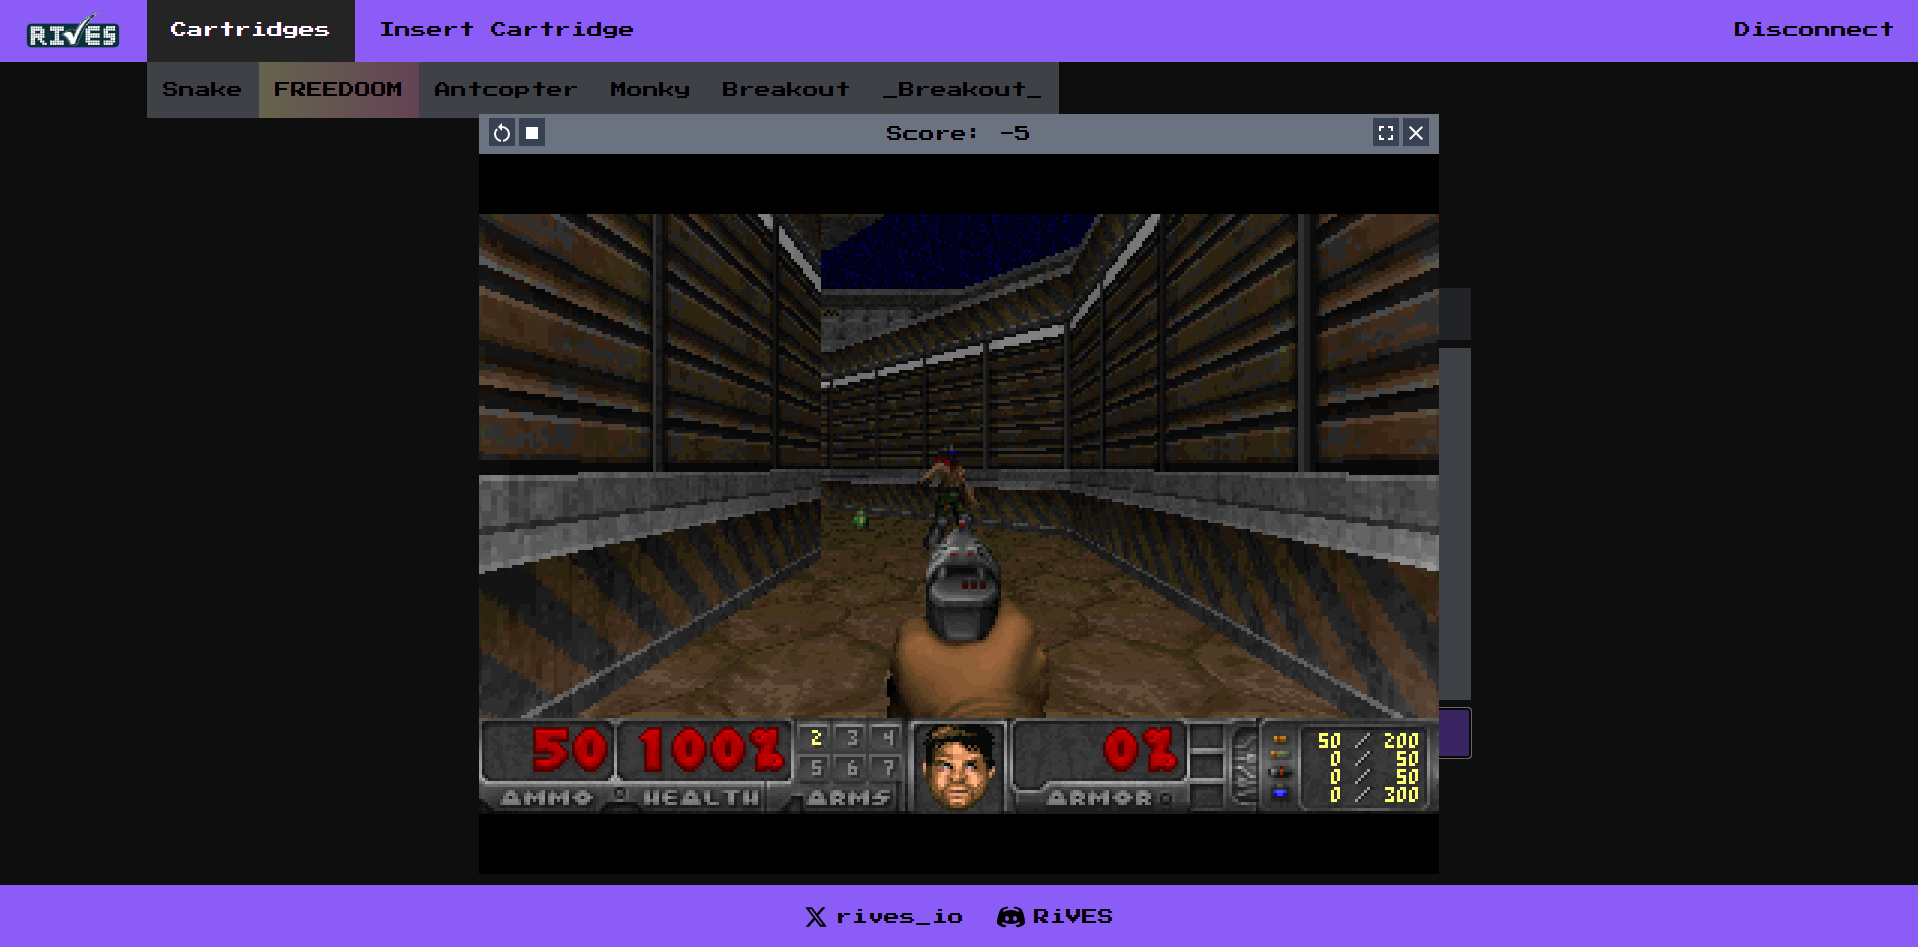 RiVES Cartridges Insert Cartridge Disconnect
Snake FREEDOOM Antcopter Monky Breakout _Breakout_
Score: -5
50 100% 2 3 4 0% 50 / 200
0 / 50
5 6 7 0 / 50
AMMO HEALTH ARMS ARMOR 0 / 300
rives_io RiVES